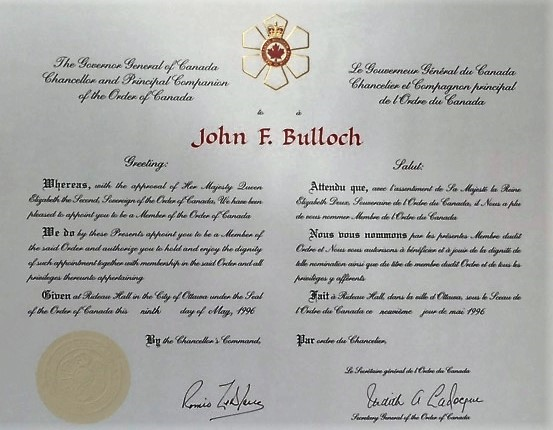 The Governor General of Canada
Chancellor and Principal Companion
of the Order of Canada
Le Gouverneur Général du Canada
Chancelier et Compagnon principal
de l'Ordre du Canada
to
à
John F. Bulloch
Greeting:
Whereas, with the approval of Her Majesty Queen
Elizabeth the Second, Sovereign of the Order of Canada, We have been
pleased to appoint you to be a Member of the Order of Canada
We do by these Presents appoint you to be a Member of
the said Order and authorize you to hold and enjoy the dignity
of such appointment together with membership in the said Order and all
privileges thereunto appertaining
Given at Rideau Hall in the City of Ottawa under the Seal
of the Order of Canada this ninth day of May, 1996
By the Chancellor's Command,
Salut:
Attendu que, avec l'assentiment de Sa Majesté la Reine
Elizabeth Deux, Souveraine de l'Ordre du Canada, il Nous a plu
de vous nommer Membre de l'Ordre du Canada
Nous vous nommons par les présentes Membre dudit
Ordre et Nous vous autorisons à bénéficier et à jouir de la dignité de
telle nomination ainsi que du titre de membre dudit Ordre et de tous les
privilèges y afférents
Fait à Rideau Hall, dans la ville d'Ottawa, sous le Sceau de
l'Ordre du Canada ce neuvième jour de mai 1996
Par ordre du Chancelier,
Le Secrétaire général de l'Ordre du Canada
Judith A LaRocque
Secretary General of the Order of Canada